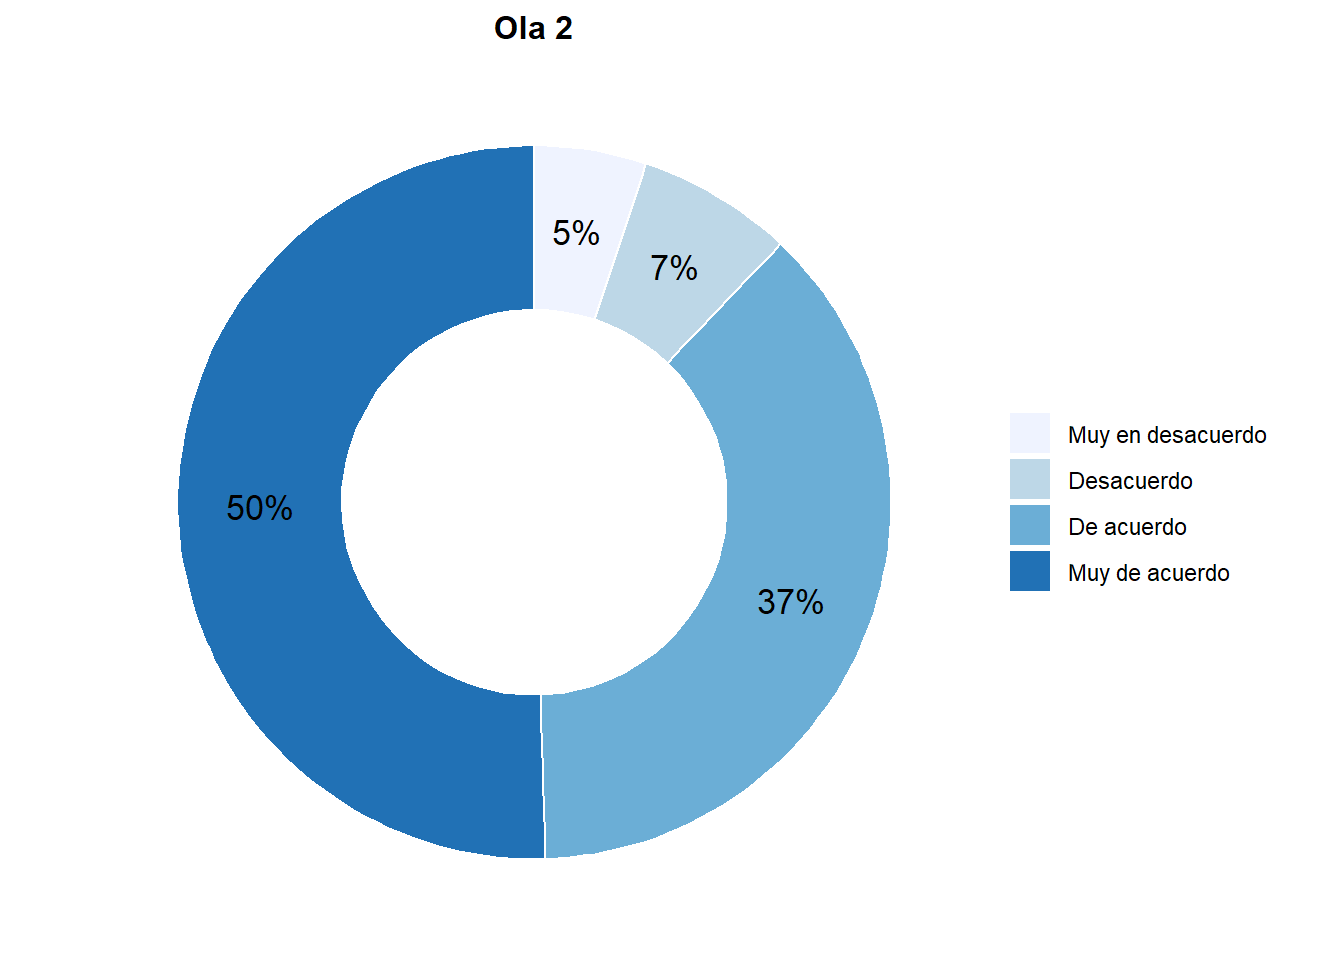 Ola 2
5%
7%
50%
37%
Muy en desacuerdo
Desacuerdo
De acuerdo
Muy de acuerdo